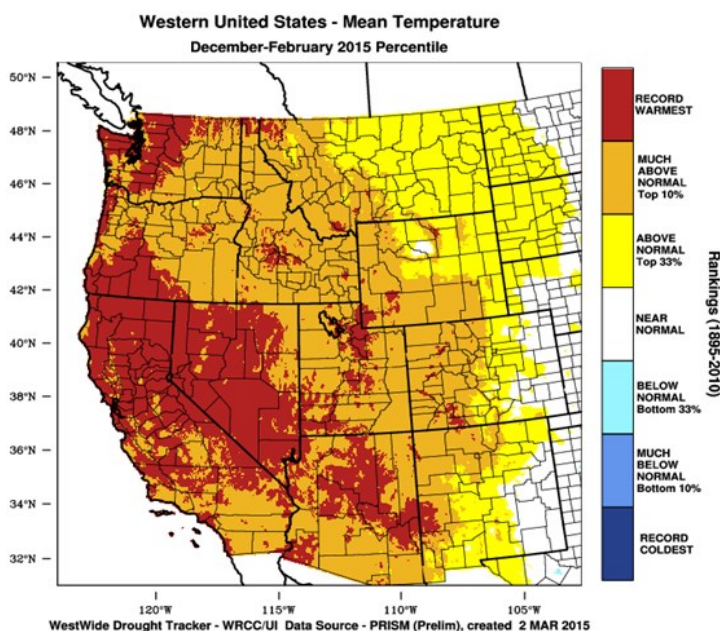 Western United States - Mean Temperature
December-February 2015 Percentile
50°N
48°N
46°N
44°N
42°N
40°N
38°N
36°N
34°N
32°N
120°W
115°W
110°W
105°W
RECORD
WARMEST
MUCH
ABOVE
NORMAL
Top 10%
ABOVE
NORMAL
Top 33%
NEAR
NORMAL
BELOW
NORMAL
Bottom 33%
MUCH
BELOW
NORMAL
Bottom 10%
RECORD
COLDEST
Rankings (1895-2010)
WestWide Drought Tracker - WRCC/UI Data Source - PRISM (Prelim), created 2 MAR 2015